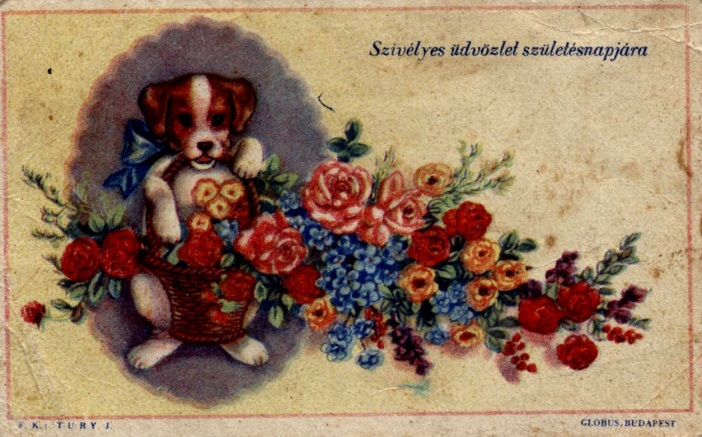 Szívélyes üdvözlet születésnapjára
F. K.: TURY J.
GLOBUS, BUDAPEST